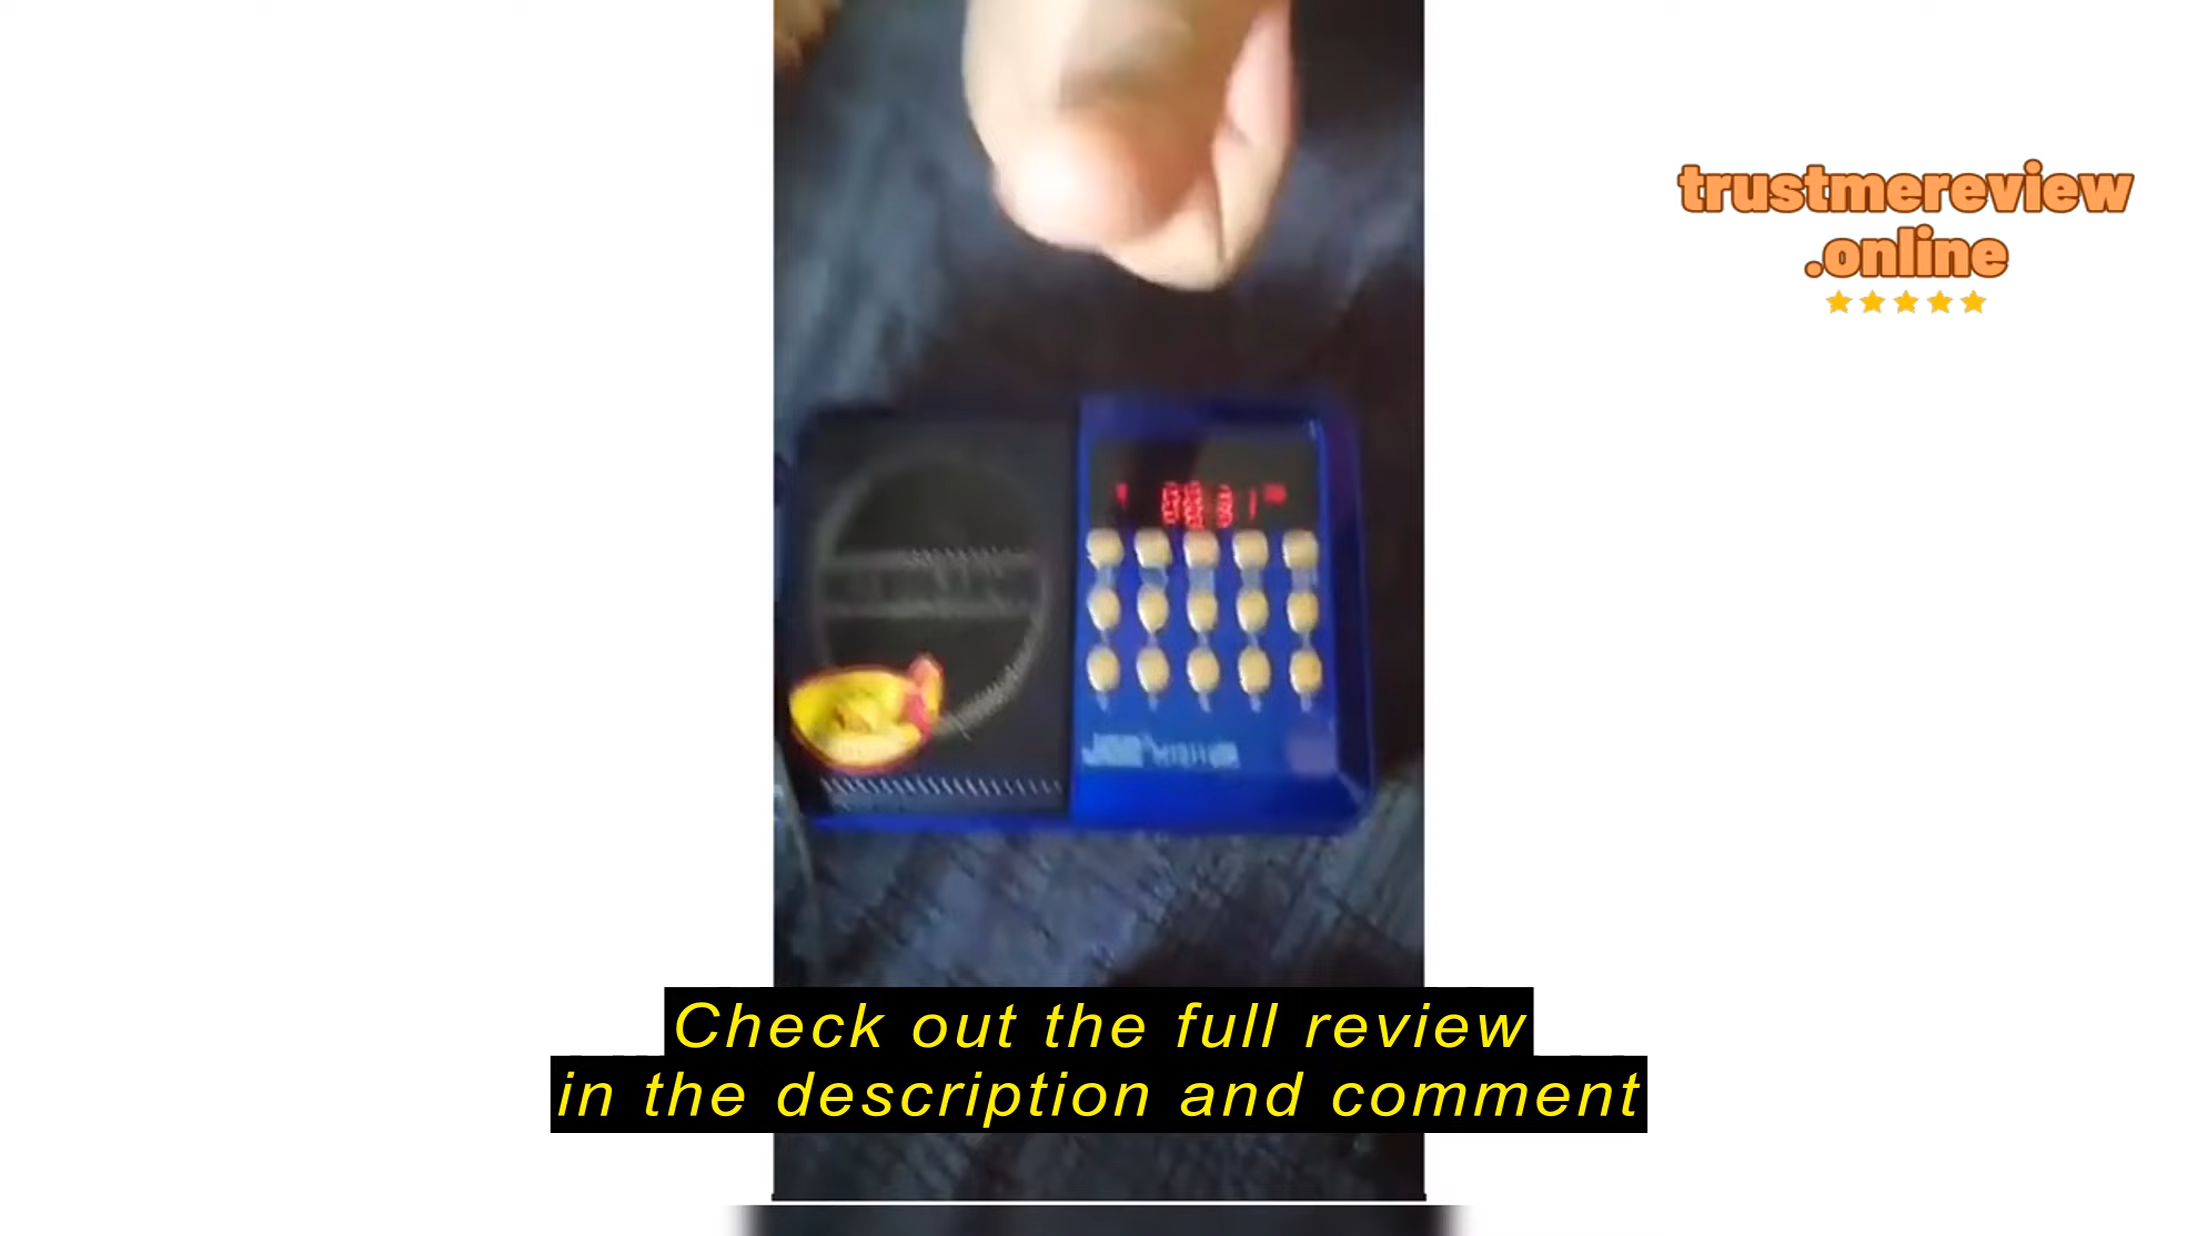 trustmereview
.online
Check out the full review
in the description and comment